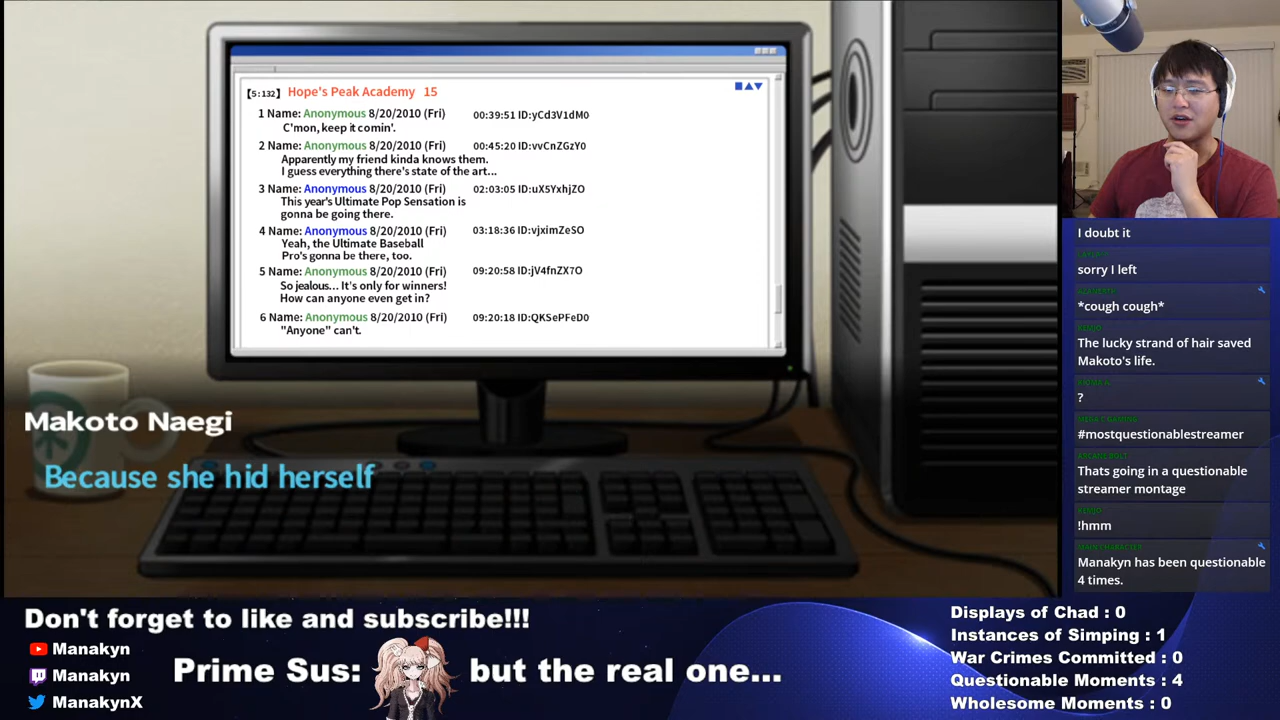 【5:132】 Hope's Peak Academy 15
1 Name: Anonymous 8/20/2010 (Fri) 00:39:51 ID:yCd3V1dM0
C'mon, keep it comin'.
2 Name: Anonymous 8/20/2010 (Fri) 00:45:20 ID:vvCnZGzY0
Apparently my friend kinda knows them.
I guess everything there's state of the art...
3 Name: Anonymous 8/20/2010 (Fri) 02:03:05 ID:uX5YxhjZO
This year's Ultimate Pop Sensation is
gonna be going there.
4 Name: Anonymous 8/20/2010 (Fri) 03:18:36 ID:vjximZeSO
Yeah, the Ultimate Baseball
Pro's gonna be there, too.
5 Name: Anonymous 8/20/2010 (Fri) 09:20:58 ID:jV4fnZX7O
So jealous... It's only for winners!
How can anyone even get in?
6 Name: Anonymous 8/20/2010 (Fri) 09:20:18 ID:QKSePFeD0
"Anyone" can't.
Makoto Naegi
Because she hid herself
I doubt it
sorry I left
*cough cough*
The lucky strand of hair saved
Makoto's life.
?
#mostquestionablestreamer
Thats going in a questionable
streamer montage
!hmm
Manakyn has been questionable
4 times.
Don't forget to like and subscribe!!!
Manakyn
Manakyn
ManakynX
Prime Sus: but the real one...
Displays of Chad : 0
Instances of Simping : 1
War Crimes Committed : 0
Questionable Moments : 4
Wholesome Moments : 0